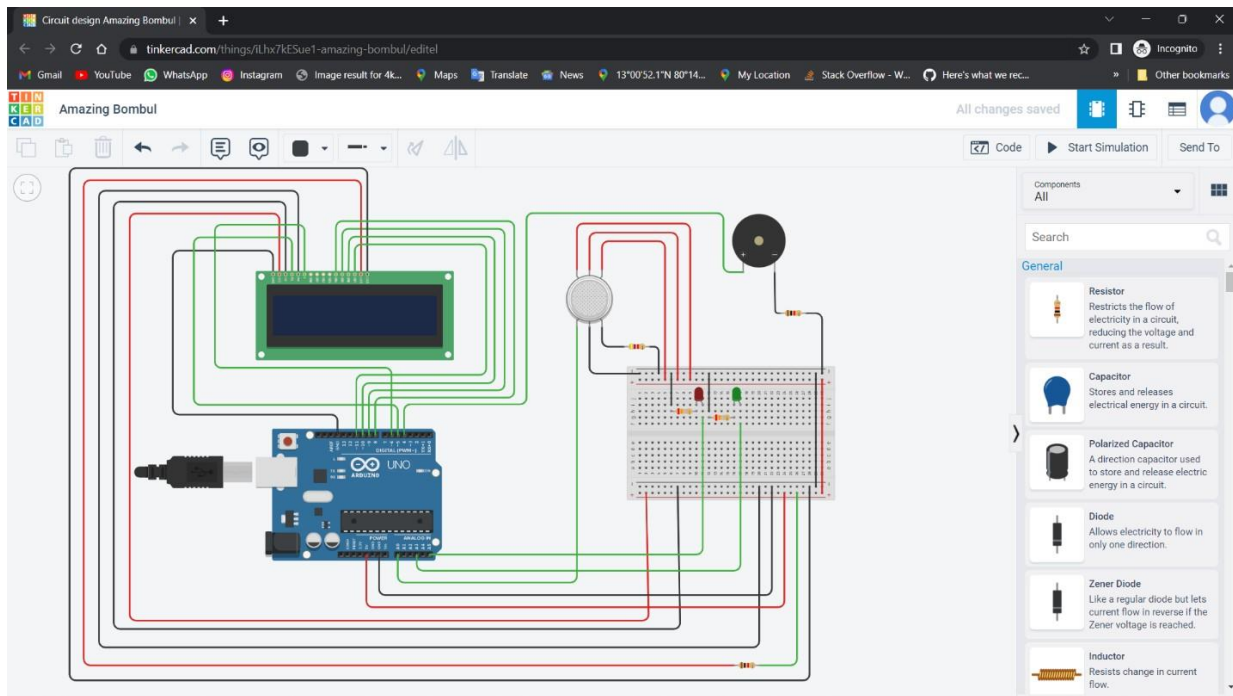 Circuit design Amazing Bombul |
tinkercad.com/things/iLhx7kESue1-amazing-bombul/editel
Incognito
Gmail
YouTube
WhatsApp
Instagram
Image result for 4k...
Maps
Translate
News
13°00'52.1"N 80°14...
My Location
Stack Overflow - W...
Here's what we rec...
»
Other bookmarks
TIN
KER
CAD
Amazing Bombul
All changes saved
Code
Start Simulation
Send To
Components
All
Search
General
Resistor
Restricts the flow of
electricity in a circuit,
reducing the voltage and
current as a result.
Capacitor
Stores and releases
electrical energy in a circuit.
Polarized Capacitor
A direction capacitor used
to store and release electric
energy in a circuit.
Diode
Allows electricity to flow in
only one direction.
Zener Diode
Like a regular diode but lets
current flow in reverse if the
Zener voltage is reached.
Inductor
Resists change in current
flow.
DIGITAL (PWM~)
UNO
ARDUINO
POWER
ANALOG IN